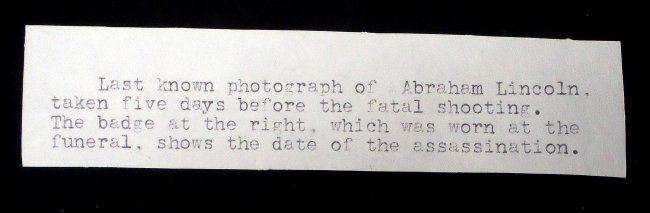 Last known photograph of Abraham Lincoln,
taken five days before the fatal shooting.
The badge at the right, which was worn at the
funeral, shows the date of the assassination.